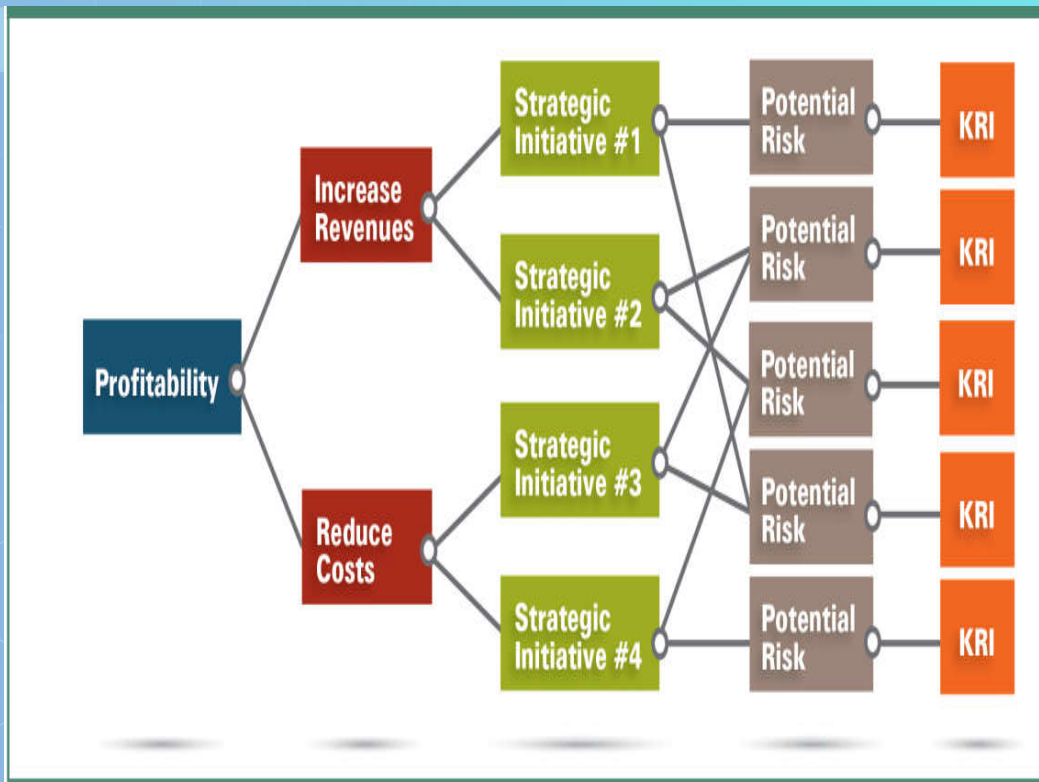 Profitability
Increase
Revenues
Reduce
Costs
Strategic
Initiative #1
Strategic
Initiative #2
Strategic
Initiative #3
Strategic
Initiative #4
Potential
Risk
Potential
Risk
Potential
Risk
Potential
Risk
Potential
Risk
KRI
KRI
KRI
KRI
KRI